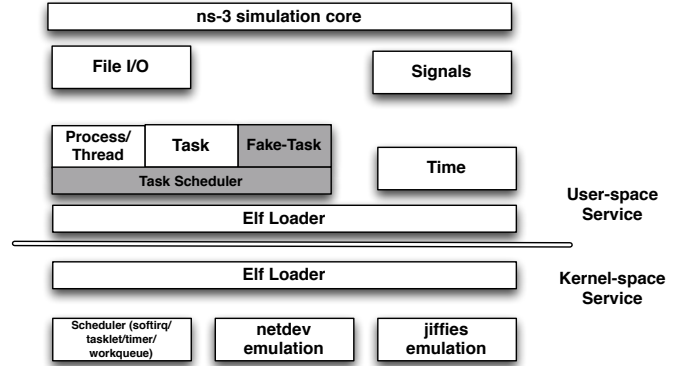 ns-3 simulation core
File I/O
Signals
Process/
Thread
Task
Fake-Task
Task Scheduler
Time
User-space
Service
Elf Loader
Elf Loader
Kernel-space
Service
Scheduler (softirq/
tasklet/timer/
workqueue)
netdev
emulation
jiffies
emulation